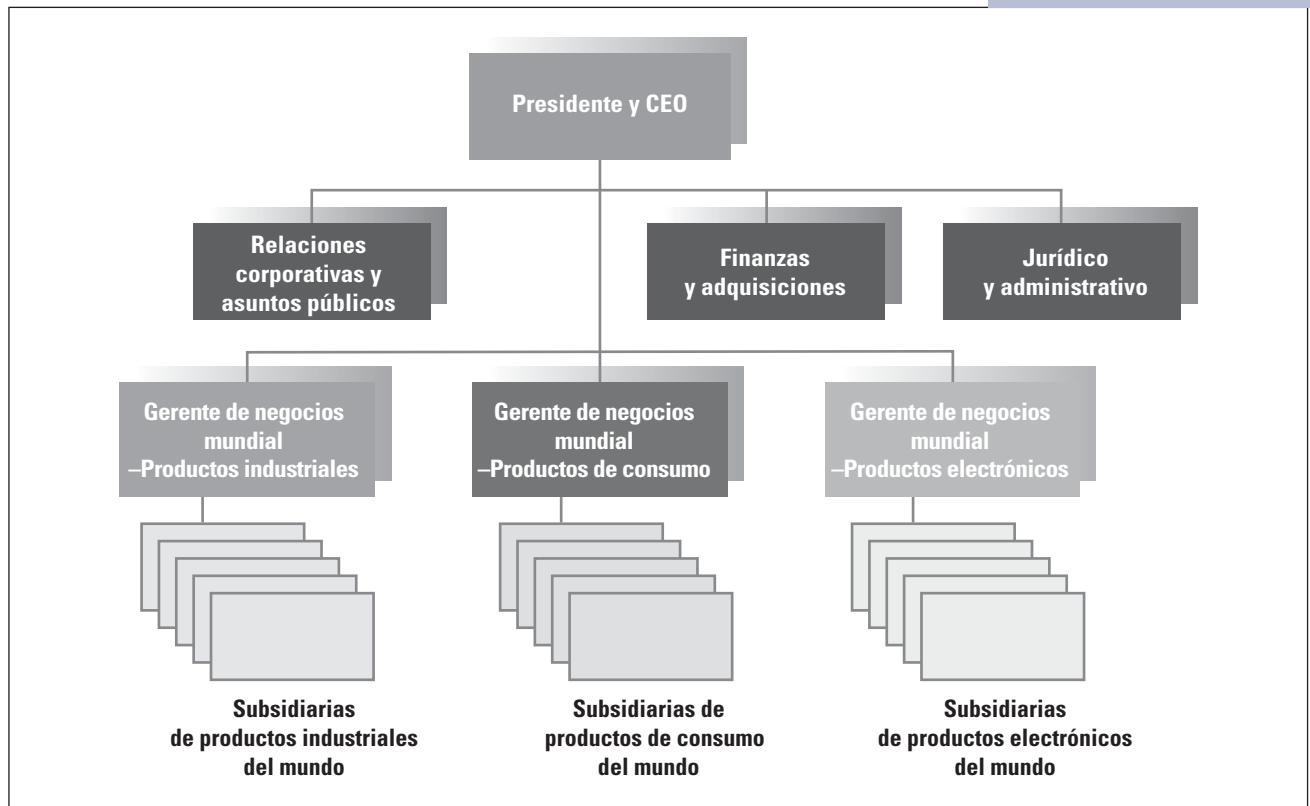 Presidente y CEO
Relaciones
corporativas y
asuntos públicos
Finanzas
y adquisiciones
Jurídico
y administrativo
Gerente de negocios
mundial
–Productos industriales
Gerente de negocios
mundial
–Productos de consumo
Gerente de negocios
mundial
–Productos electrónicos
Subsidiarias
de productos industriales
del mundo
Subsidiarias de
productos de consumo
del mundo
Subsidiarias
de productos electrónicos
del mundo